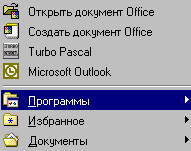 Открыть документ Office
Создать документ Office
Turbo Pascal
Microsoft Outlook
Программы
Избранное
Документы